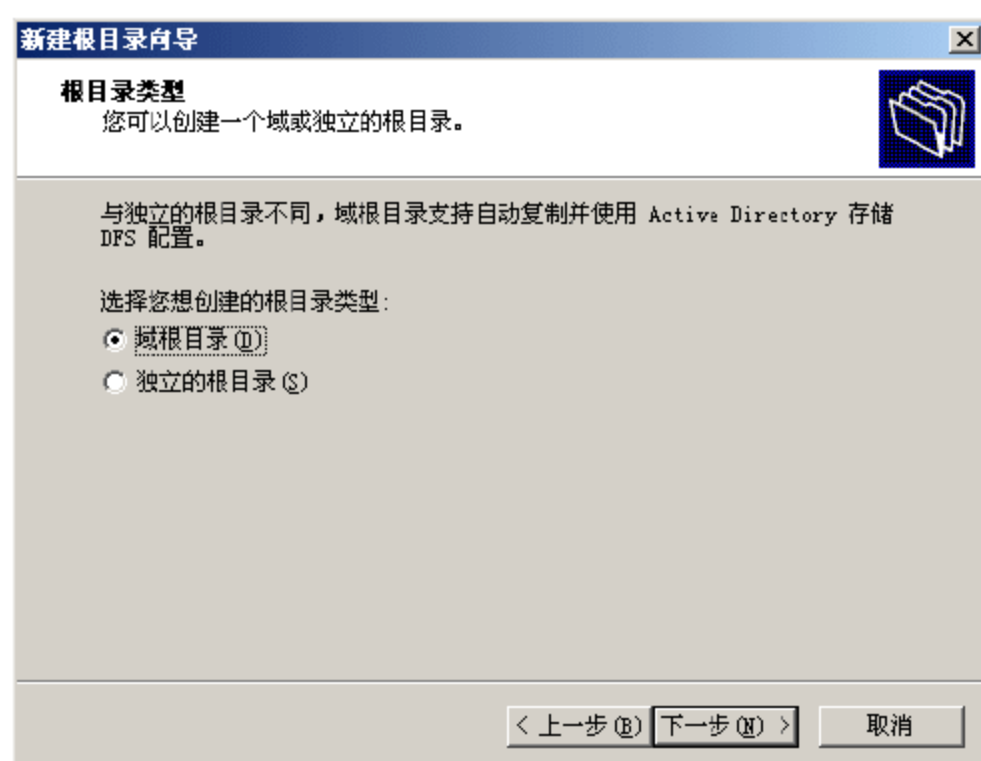 新建根目录向导
根目录类型
您可以创建一个域或独立的根目录。
与独立的根目录不同，域根目录支持自动复制并使用 Active Directory 存储
DFS 配置。
选择您想创建的根目录类型:
域根目录(D)
独立的根目录(S)
< 上一步(B) 下一步(N) > 取消